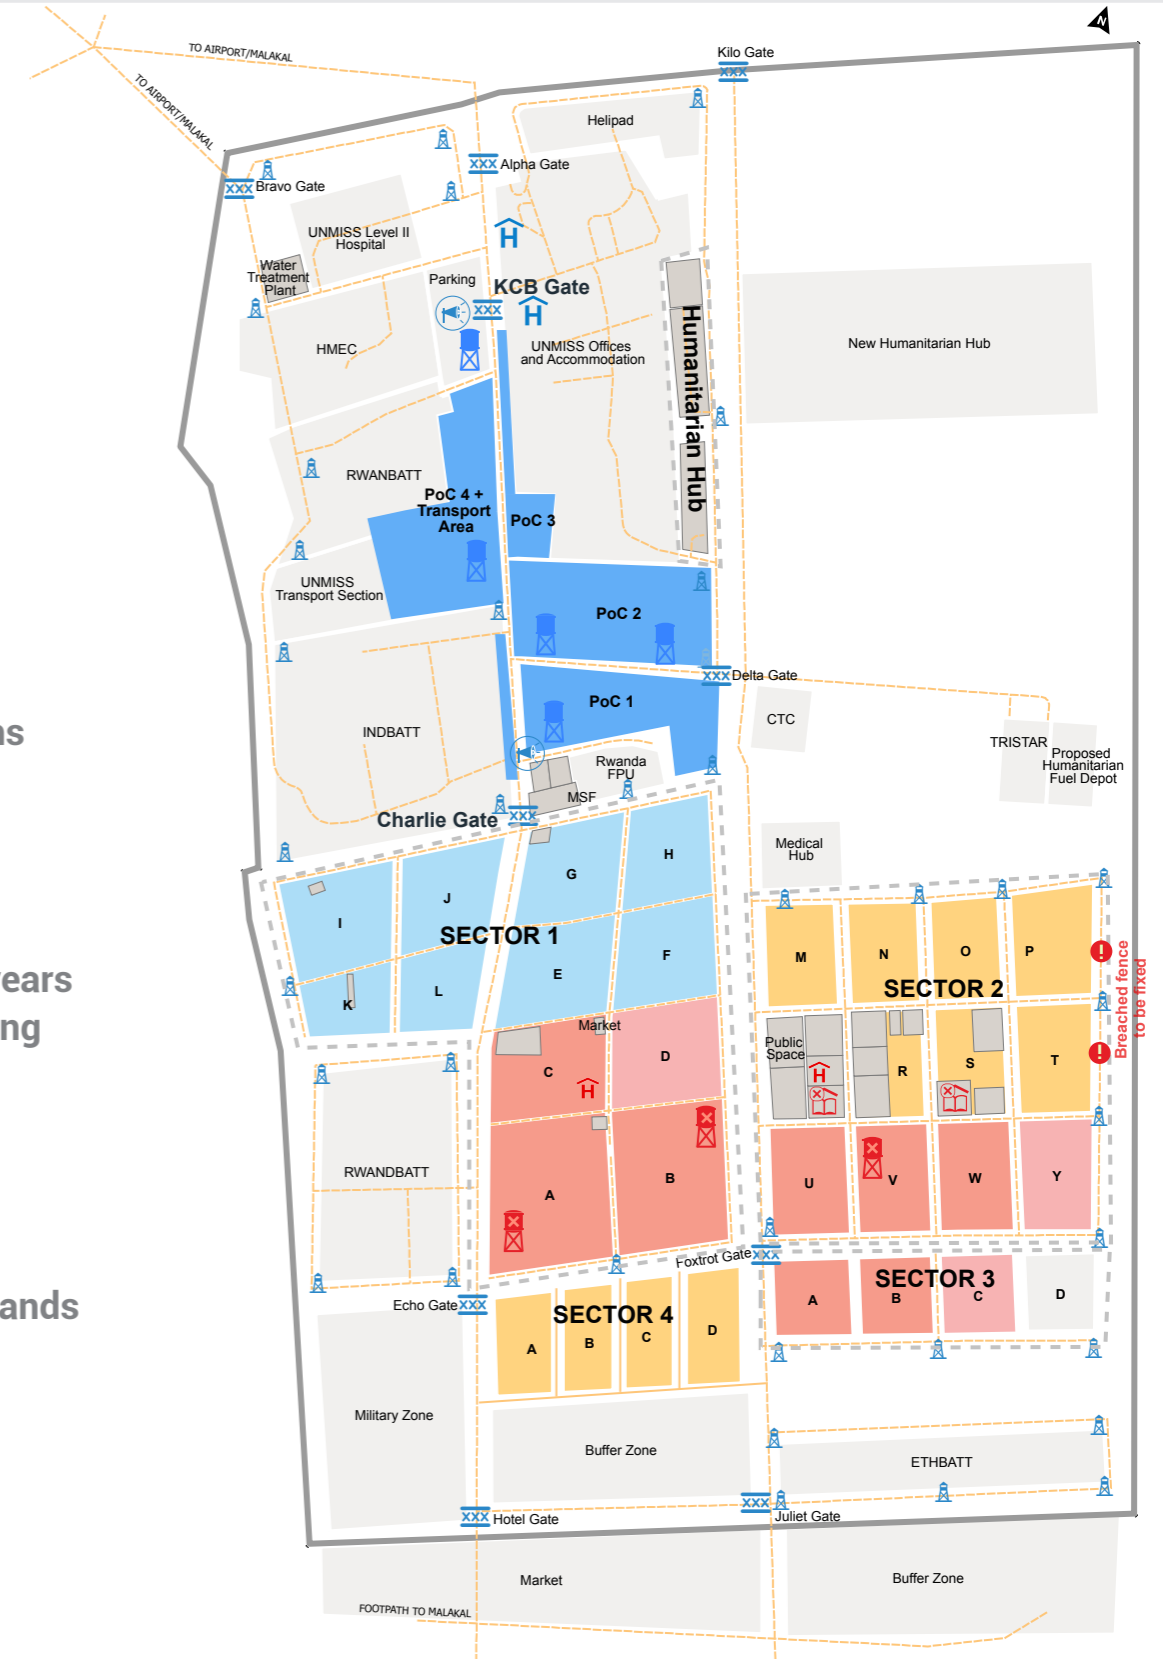 N
Kilo Gate
TO AIRPORT/MALAKAL
TO AIRPORT/MALAKAL
Helipad
Alpha Gate
Bravo Gate
UNMISS Level II
Hospital
H
Water
Treatment
Plant
Parking
KCB Gate
H
HMEC
UNMISS Offices
and Accommodation
Humanitarian Hub
New Humanitarian Hub
RWANBATT
PoC 4 +
Transport
Area
PoC 3
UNMISS
Transport Section
PoC 2
Delta Gate
PoC 1
CTC
INDBATT
ns
TRISTAR
Proposed
Humanitarian
Fuel Depot
Rwanda
FPU
MSF
Charlie Gate
Medical
Hub
G
H
I
J
SECTOR 1
E
F
K
L
M
N
O
P
SECTOR 2
Breached fence
to be fixed
ears
ng
Market
C
D
H
Public
Space
H
R
S
T
RWANDBATT
A
B
U
V
W
Y
Foxtrot Gate
SECTOR 3
A
B
C
D
Echo Gate
ands
SECTOR 4
A
B
C
D
Military Zone
Buffer Zone
ETHBATT
Hotel Gate
Juliet Gate
Market
Buffer Zone
FOOTPATH TO MALAKAL